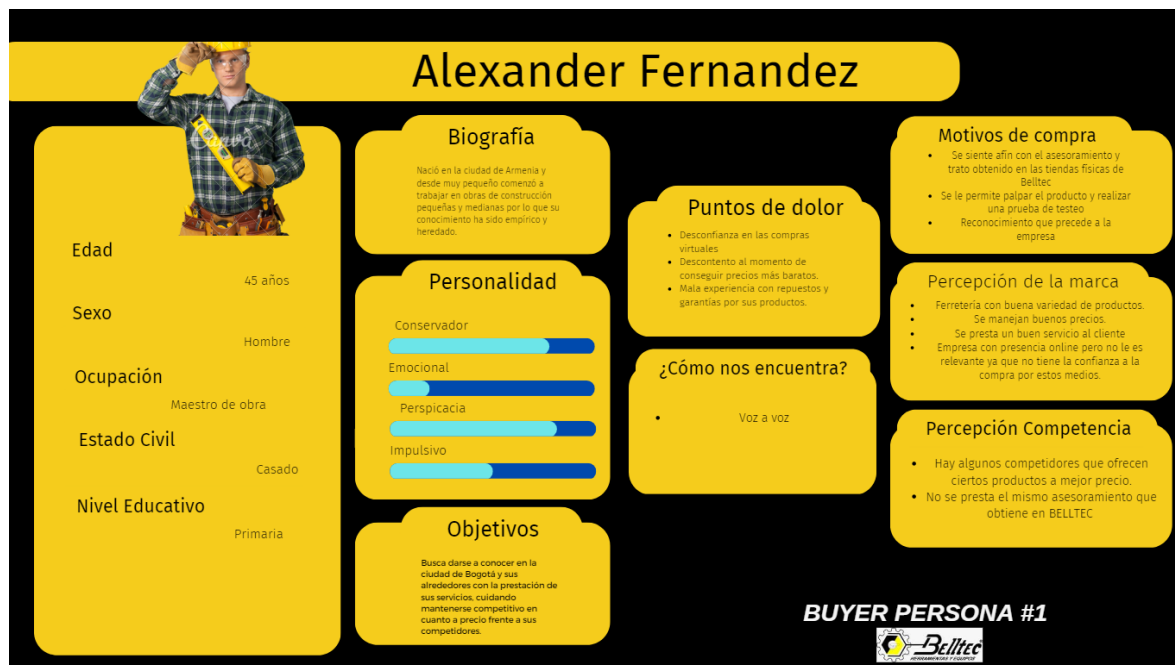 Alexander Fernandez
Canva
Edad
45 años
Sexo
Hombre
Ocupación
Maestro de obra
Estado Civil
Casado
Nivel Educativo
Primaria
Biografía
Nació en la ciudad de Armenia y
desde muy pequeño comenzó a
trabajar en obras de construcción
pequeñas y medianas por lo que su
conocimiento ha sido empírico y
heredado.
Personalidad
Conservador
Emocional
Perspicacia
Impulsivo
Objetivos
Busca darse a conocer en la
ciudad de Bogotá y sus
alrededores con la prestación de
sus servicios, cuidando
mantenerse competitivo en
cuanto a precio frente a sus
competidores.
Puntos de dolor
• Desconfianza en las compras
virtuales
• Descontento al momento de
conseguir precios más baratos.
• Mala experiencia con repuestos y
garantías por sus productos.
¿Cómo nos encuentra?
• Voz a voz
Motivos de compra
• Se siente afín con el asesoramiento y
trato obtenido en las tiendas físicas de
Belltec
• Se le permite palpar el producto y realizar
una prueba de testeo
• Reconocimiento que precede a la
empresa
Percepción de la marca
• Ferretería con buena variedad de productos.
• Se manejan buenos precios.
• Se presta un buen servicio al cliente
• Empresa con presencia online pero no le es
relevante ya que no tiene la confianza a la
compra por estos medios.
Percepción Competencia
• Hay algunos competidores que ofrecen
ciertos productos a mejor precio.
• No se presta el mismo asesoramiento que
obtiene en BELLTEC
BUYER PERSONA #1
Belltec
HERRAMIENTAS Y EQUIPOS